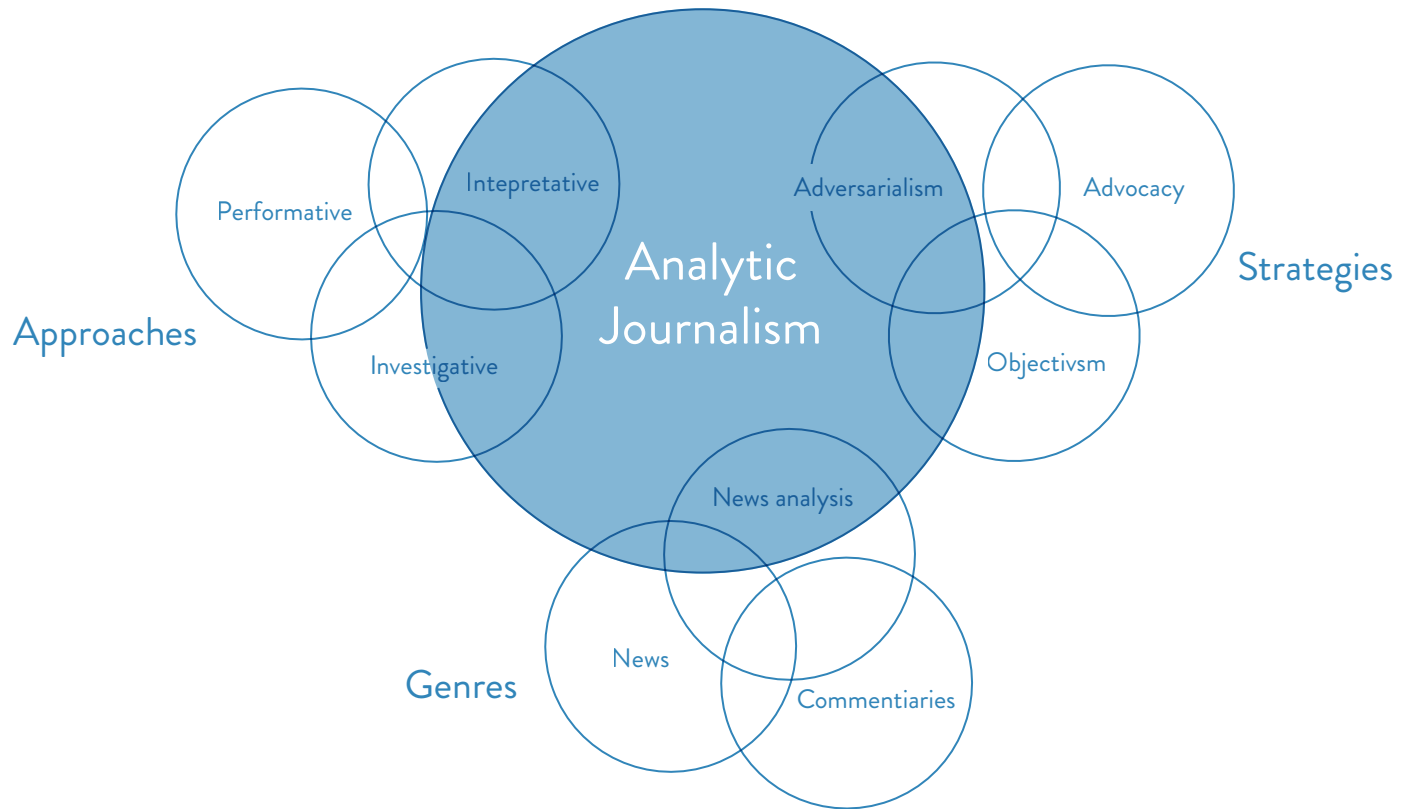 Intepretative
Performative
Adversarialism
Advocacy
Analytic
Journalism
Strategies
Approaches
Investigative
Objectivsm
News analysis
News
Genres
Commentiaries